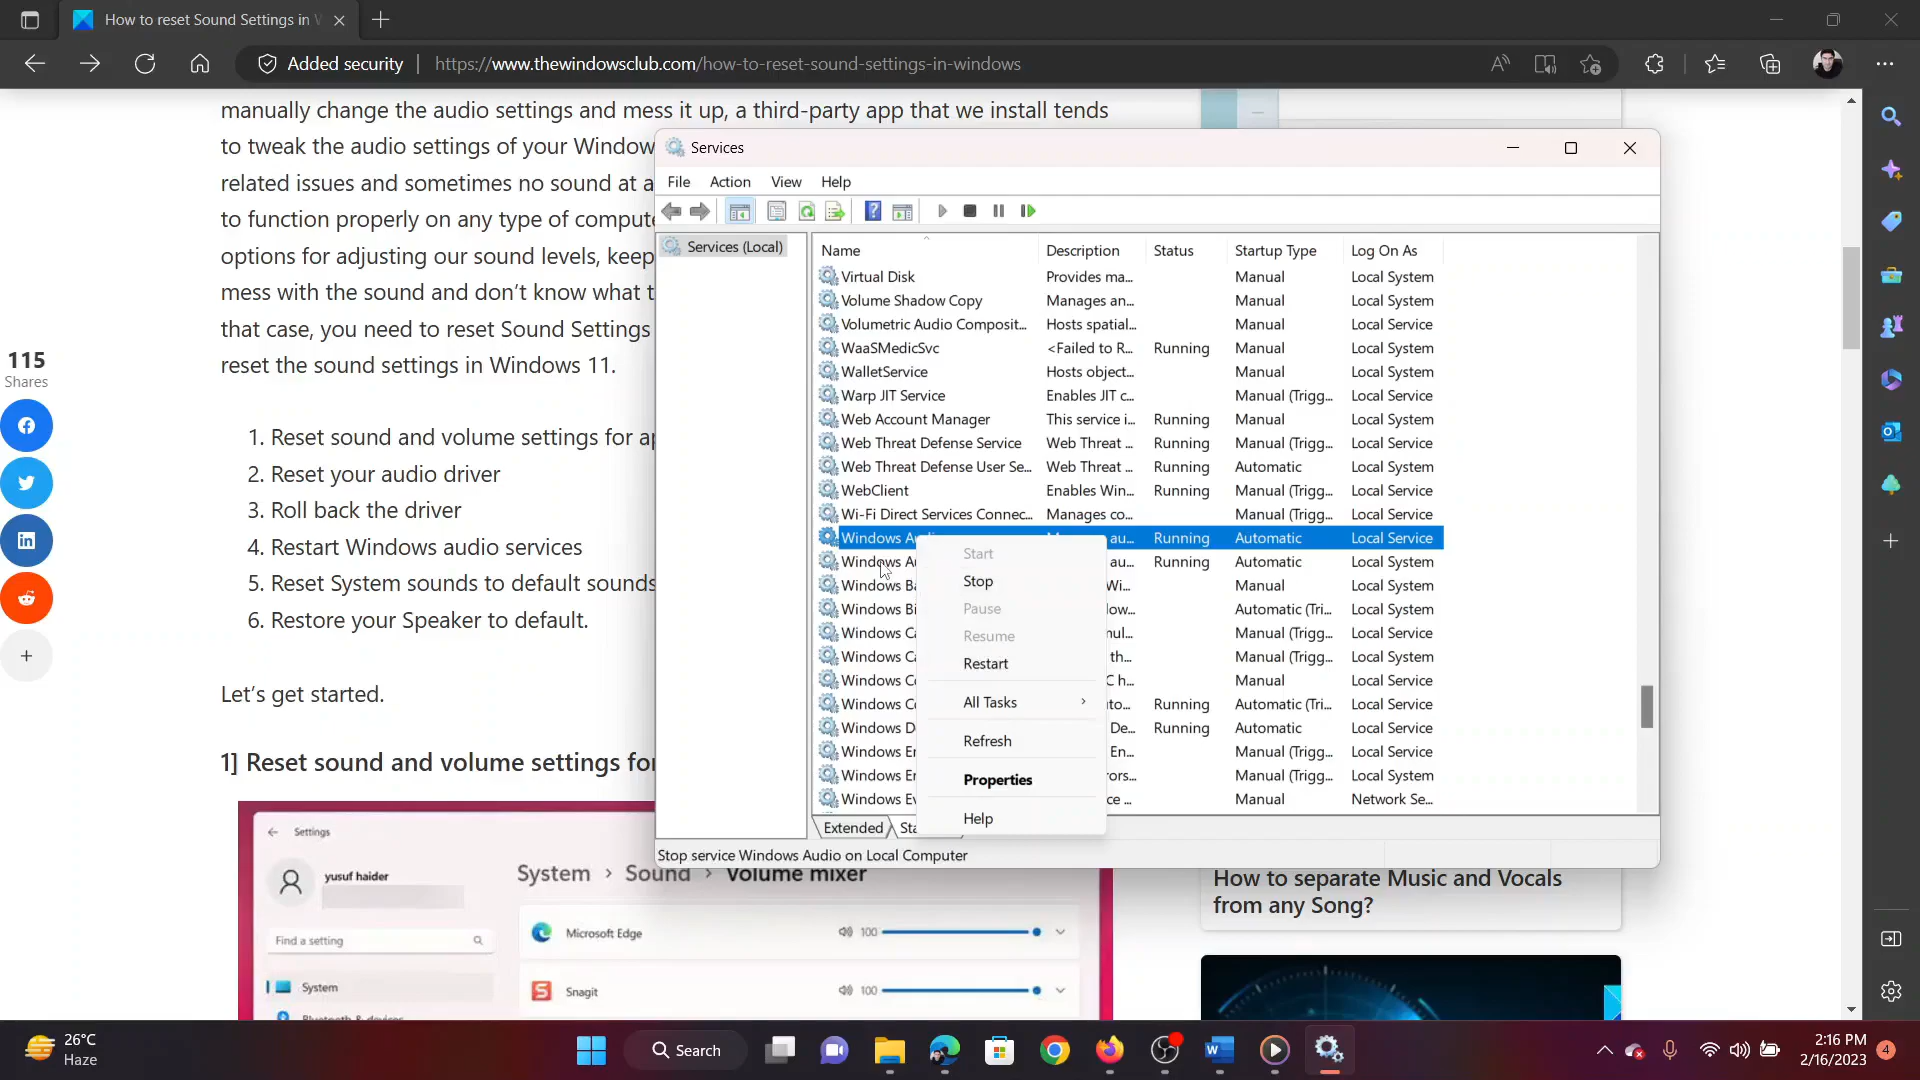 How to reset Sound Settings in
Added security
https://www.thewindowsclub.com/how-to-reset-sound-settings-in-windows
manually change the audio settings and mess it up, a third-party app that we install tends
to tweak the audio settings of your Window
related issues and sometimes no sound at a
to function properly on any type of compute
options for adjusting our sound levels, keep
mess with the sound and don't know what t
that case, you need to reset Sound Settings
reset the sound settings in Windows 11.
115
Shares
1. Reset sound and volume settings for ap
2. Reset your audio driver
3. Roll back the driver
4. Restart Windows audio services
5. Reset System sounds to default sounds
6. Restore your Speaker to default.
Let's get started.
1] Reset sound and volume settings for
Settings
yusuf haider
Find a setting
System
Bluetooth & devices
System > Sound > Volume mixer
Microsoft Edge 100
Snagit 100
Services
File Action View Help
Services (Local)
Name Description Status Startup Type Log On As
Virtual Disk Provides ma... Manual Local System
Volume Shadow Copy Manages an... Manual Local System
Volumetric Audio Composit... Hosts spatial... Manual Local Service
WaaSMedicSvc <Failed to R... Running Manual Local System
WalletService Hosts object... Manual Local System
Warp JIT Service Enables JIT c... Manual (Trigg... Local Service
Web Account Manager This service i... Running Manual Local System
Web Threat Defense Service Web Threat ... Running Manual (Trigg... Local Service
Web Threat Defense User Se... Web Threat ... Running Automatic Local System
WebClient Enables Win... Running Manual (Trigg... Local Service
Wi-Fi Direct Services Connec... Manages co... Manual (Trigg... Local Service
Windows Au au... Running Automatic Local Service
Windows Au au... Running Automatic Local System
Windows Ba Wi... Manual Local System
Windows Bi low... Automatic (Tri... Local System
Windows Ca mul... Manual (Trigg... Local Service
Windows Ca th... Manual (Trigg... Local System
Windows Co C h... Manual Local Service
Windows Co uto... Running Automatic (Tri... Local Service
Windows D De... Running Automatic Local Service
Windows En En... Manual (Trigg... Local Service
Windows Er rors... Manual (Trigg... Local System
Windows Ev ce ... Manual Network Se...
Start
Stop
Pause
Resume
Restart
All Tasks
Refresh
Properties
Help
Extended Sta
Stop service Windows Audio on Local Computer
How to separate Music and Vocals
from any Song?
26°C
Haze
Search
2:16 PM
2/16/2023
4